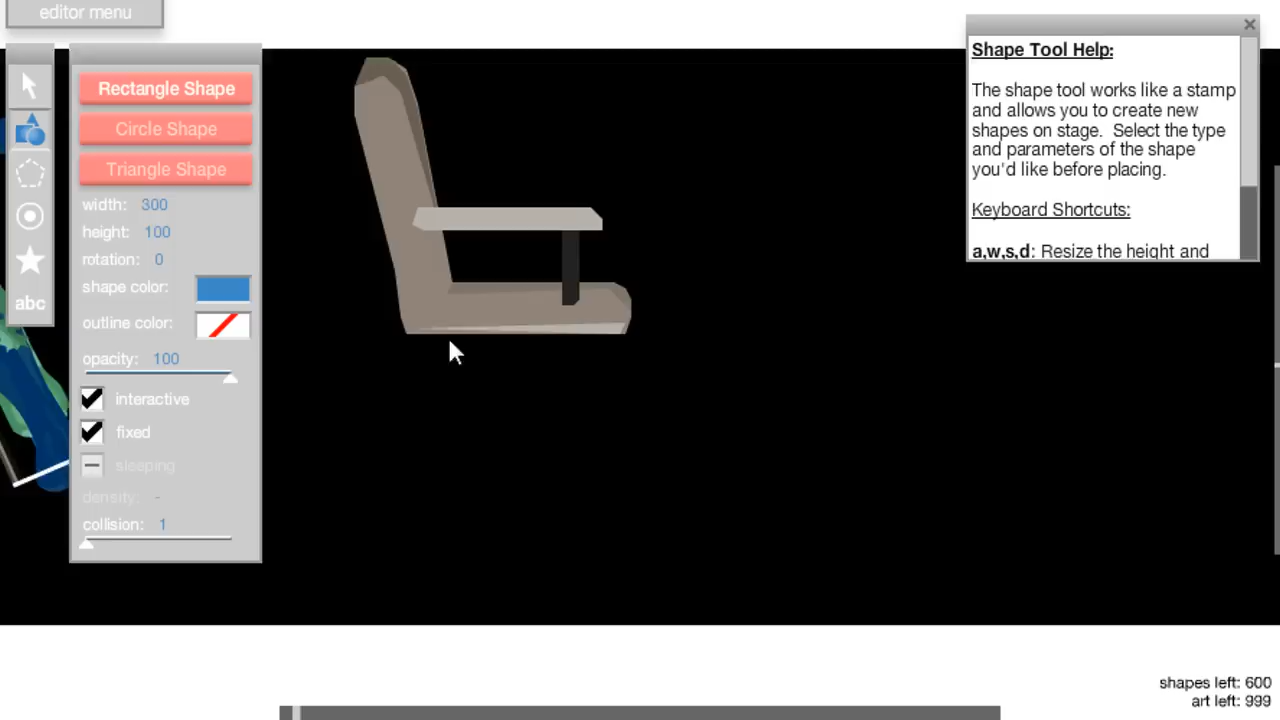 editor menu
Rectangle Shape
Circle Shape
Triangle Shape
width: 300
height: 100
rotation: 0
shape color:
outline color:
opacity: 100
interactive
fixed
sleeping
density: -
collision: 1
abc
Shape Tool Help:
The shape tool works like a stamp
and allows you to create new
shapes on stage. Select the type
and parameters of the shape
you'd like before placing.
Keyboard Shortcuts:
a,w,s,d: Resize the height and
shapes left: 600
art left: 999